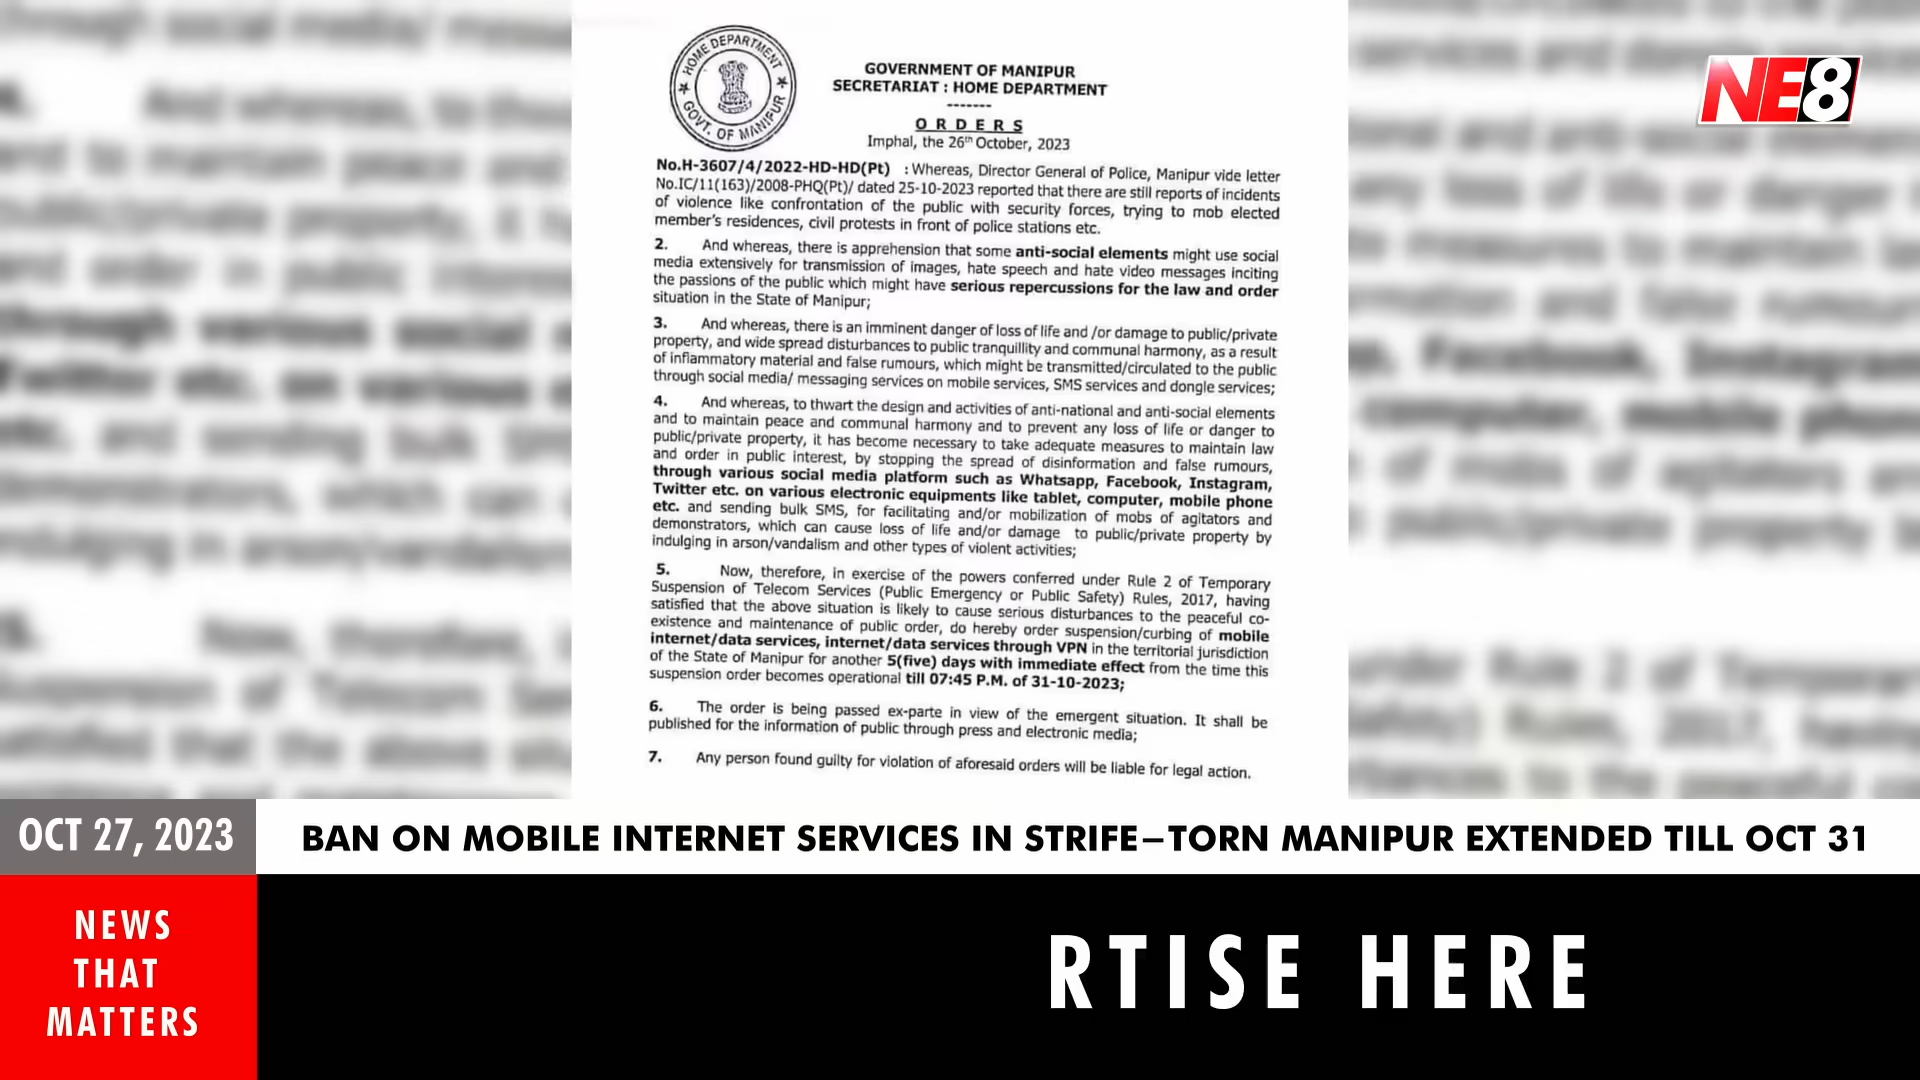 HOME DEPARTMENT
GOVT. OF MANIPUR
GOVERNMENT OF MANIPUR
SECRETARIAT : HOME DEPARTMENT
-------
O R D E R S
Imphal, the 26th October, 2023
No.H-3607/4/2022-HD-HD(Pt) : Whereas, Director General of Police, Manipur vide letter
No.IC/11(163)/2008-PHQ(Pt)/ dated 25-10-2023 reported that there are still reports of incidents
of violence like confrontation of the public with security forces, trying to mob elected
member's residences, civil protests in front of police stations etc.
2. And whereas, there is apprehension that some anti-social elements might use social
media extensively for transmission of images, hate speech and hate video messages inciting
the passions of the public which might have serious repercussions for the law and order
situation in the State of Manipur;
3. And whereas, there is an imminent danger of loss of life and /or damage to public/private
property, and wide spread disturbances to public tranquillity and communal harmony, as a result
of inflammatory material and false rumours, which might be transmitted/circulated to the public
through social media/ messaging services on mobile services, SMS services and dongle services;
4. And whereas, to thwart the design and activities of anti-national and anti-social elements
and to maintain peace and communal harmony and to prevent any loss of life or danger to
public/private property, it has become necessary to take adequate measures to maintain law
and order in public interest, by stopping the spread of disinformation and false rumours,
through various social media platform such as Whatsapp, Facebook, Instagram,
Twitter etc. on various electronic equipments like tablet, computer, mobile phone
etc. and sending bulk SMS, for facilitating and/or mobilization of mobs of agitators and
demonstrators, which can cause loss of life and/or damage to public/private property by
indulging in arson/vandalism and other types of violent activities;
5. Now, therefore, in exercise of the powers conferred under Rule 2 of Temporary
Suspension of Telecom Services (Public Emergency or Public Safety) Rules, 2017, having
satisfied that the above situation is likely to cause serious disturbances to the peaceful co-
existence and maintenance of public order, do hereby order suspension/curbing of mobile
internet/data services, internet/data services through VPN in the territorial jurisdiction
of the State of Manipur for another 5(five) days with immediate effect from the time this
suspension order becomes operational till 07:45 P.M. of 31-10-2023;
6. The order is being passed ex-parte in view of the emergent situation. It shall be
published for the information of public through press and electronic media;
7. Any person found guilty for violation of aforesaid orders will be liable for legal action.
NE8
OCT 27, 2023
BAN ON MOBILE INTERNET SERVICES IN STRIFE–TORN MANIPUR EXTENDED TILL OCT 31
NEWS
THAT
MATTERS
RTISE HERE